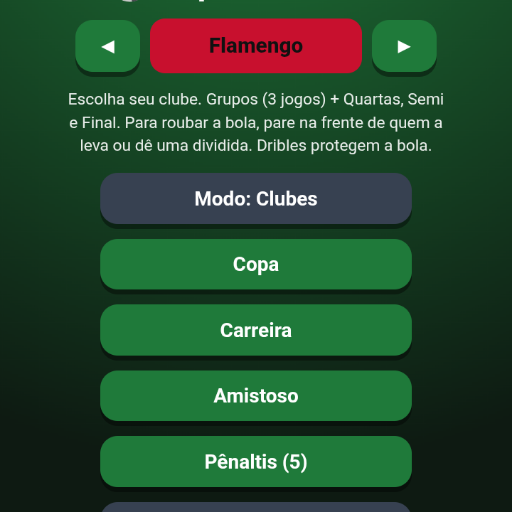 ◀
Flamengo
▶
Escolha seu clube. Grupos (3 jogos) + Quartas, Semi
e Final. Para roubar a bola, pare na frente de quem a
leva ou dê uma dividida. Dribles protegem a bola.
Modo: Clubes
Copa
Carreira
Amistoso
Pênaltis (5)